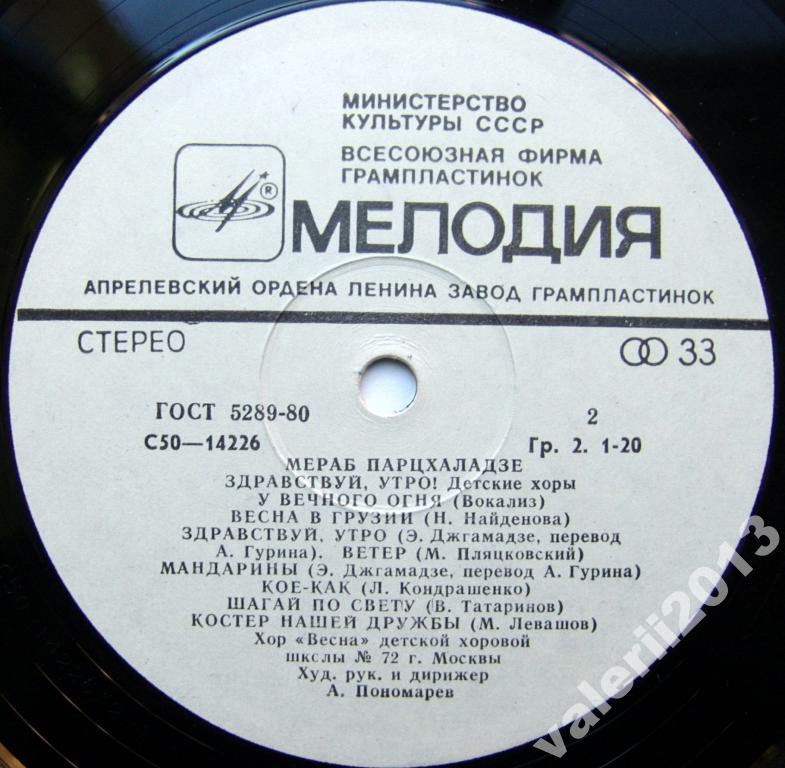 МИНИСТЕРСТВО
КУЛЬТУРЫ СССР
ВСЕСОЮЗНАЯ ФИРМА
ГРАМПЛАСТИНОК
®
МЕЛОДИЯ
АПРЕЛЕВСКИЙ ОРДЕНА ЛЕНИНА ЗАВОД ГРАМПЛАСТИНОК
СТЕРЕО
33
ГОСТ 5289-80
2
С50—14226
Гр. 2. 1-20
МЕРАБ ПАРЦХАЛАДЗЕ
ЗДРАВСТВУЙ, УТРО! Детские хоры
У ВЕЧНОГО ОГНЯ (Вокализ)
ВЕСНА В ГРУЗИИ (Н. Найденова)
ЗДРАВСТВУЙ, УТРО (Э. Джгамадзе, перевод
А. Гурина). ВЕТЕР (М. Пляцковский)
МАНДАРИНЫ (Э. Джгамадзе, перевод А. Гурина)
КОЕ-КАК (Л. Кондрашенко)
ШАГАЙ ПО СВЕТУ (В. Татаринов)
КОСТЕР НАШЕЙ ДРУЖБЫ (М. Левашов)
Хор «Весна» детской хоровой
школы № 72 г. Москвы
Худ. рук. и дирижер
А. Пономарев
valerii2013